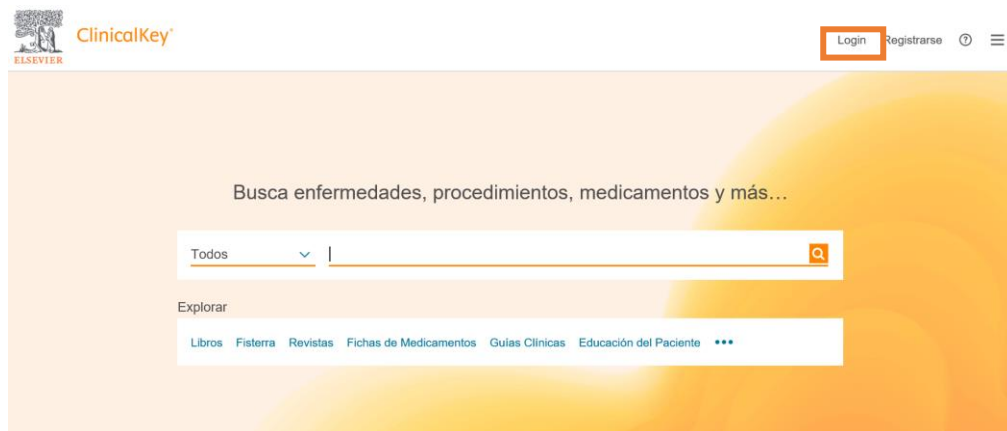 ClinicalKey®
ELSEVIER
Login Registrarse ?
Busca enfermedades, procedimientos, medicamentos y más…
Todos
Explorar
Libros Fisterra Revistas Fichas de Medicamentos Guías Clínicas Educación del Paciente •••